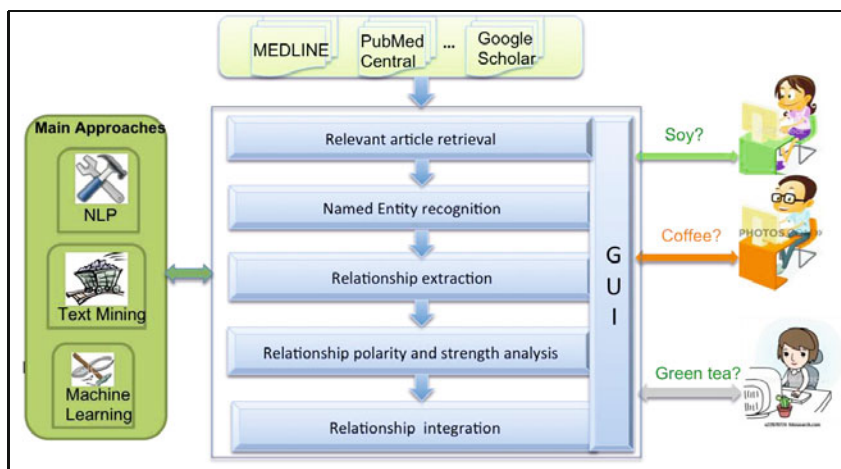 MEDLINE
PubMed
Central
...
Google
Scholar
Main Approaches
NLP
Text Mining
Machine
Learning
Relevant article retrieval
Named Entity recognition
Relationship extraction
Relationship polarity and strength analysis
Relationship integration
G
U
I
Soy?
Coffee?
Green tea?